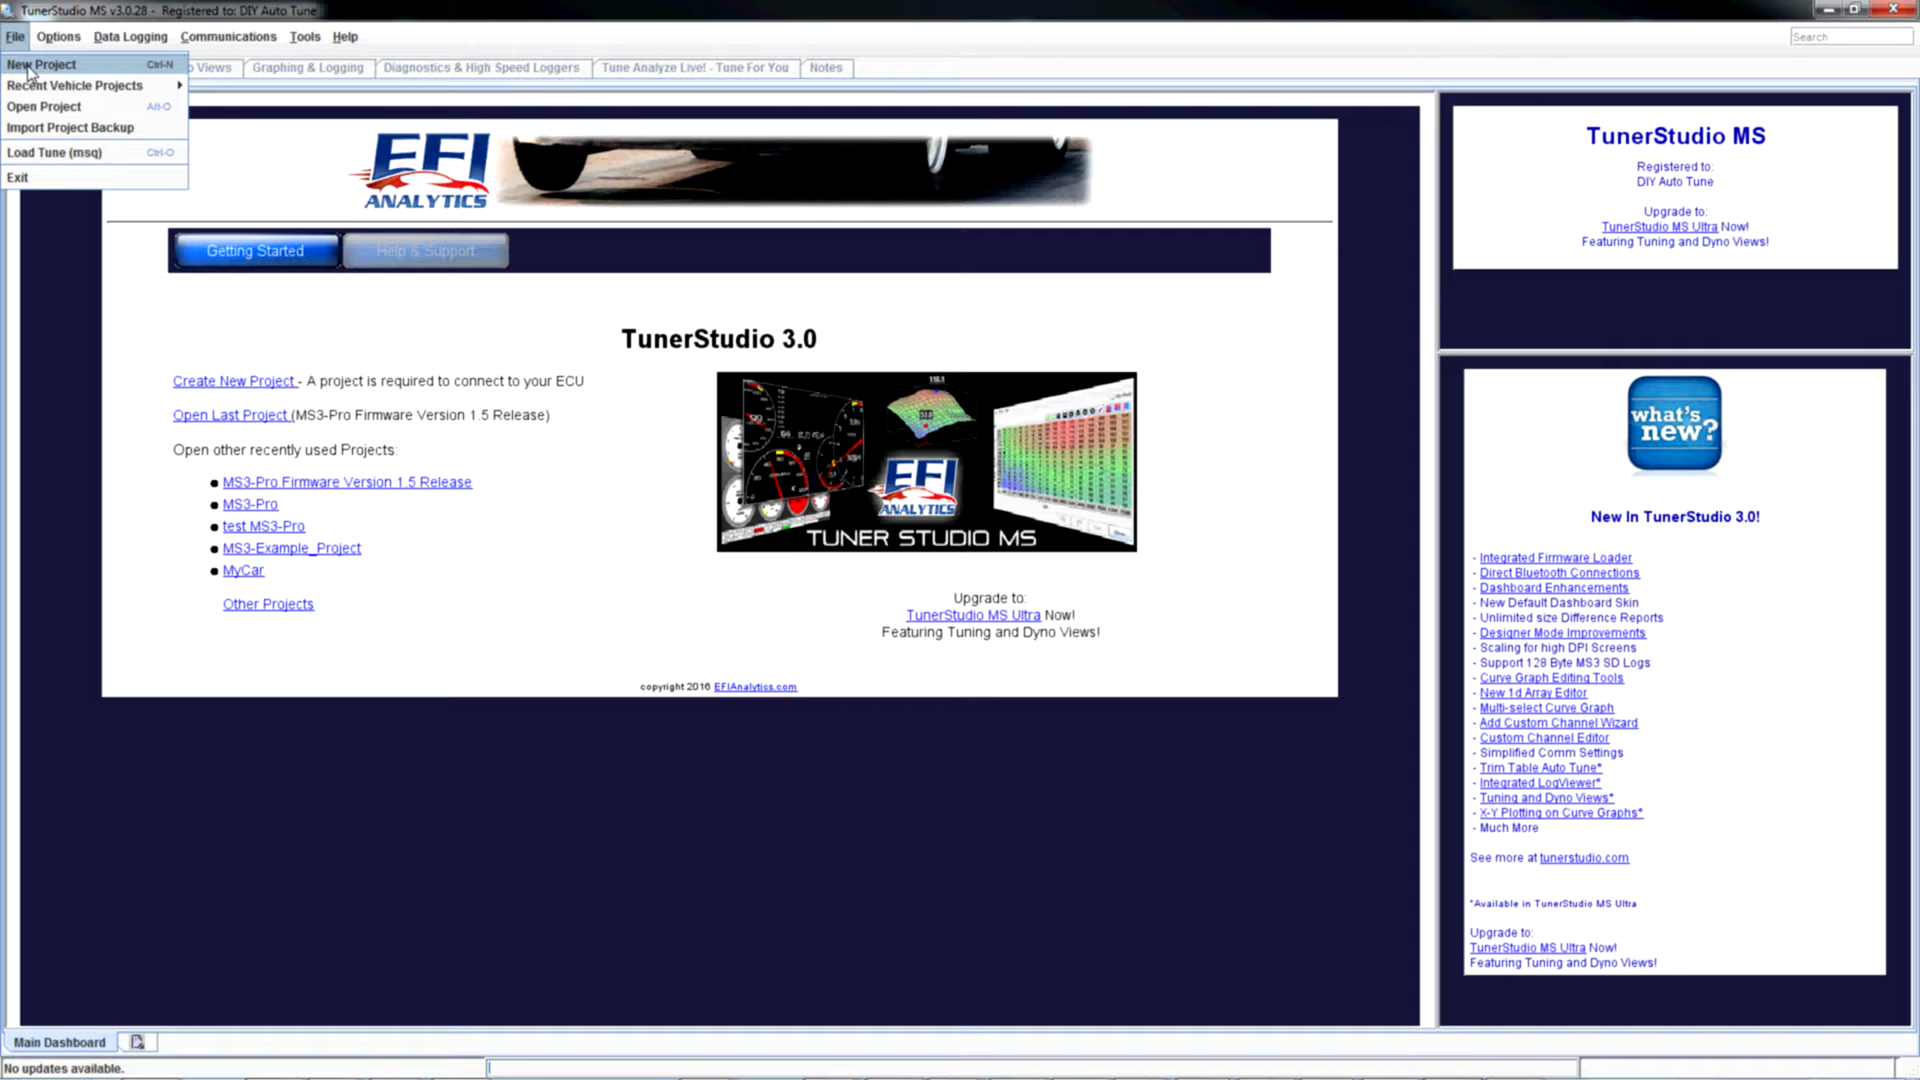 TunerStudio MS v3.0.28 - Registered to: DIY Auto Tune
File Options Data Logging Communications Tools Help
Search
New Project Ctrl-N
Recent Vehicle Projects
Open Project Alt-O
Import Project Backup
Load Tune (msq) Ctrl-O
Exit
Views Graphing & Logging Diagnostics & High Speed Loggers Tune Analyze Live! - Tune For You Notes
EFI
ANALYTICS
Getting Started Help & Support
TunerStudio 3.0
Create New Project - A project is required to connect to your ECU
Open Last Project (MS3-Pro Firmware Version 1.5 Release)
Open other recently used Projects:
MS3-Pro Firmware Version 1.5 Release
MS3-Pro
test MS3-Pro
MS3-Example_Project
MyCar
Other Projects
EFI
ANALYTICS
TUNER STUDIO MS
Upgrade to:
TunerStudio MS Ultra Now!
Featuring Tuning and Dyno Views!
copyright 2016 EFIAnalytics.com
TunerStudio MS
Registered to:
DIY Auto Tune
Upgrade to:
TunerStudio MS Ultra Now!
Featuring Tuning and Dyno Views!
what's
new?
New In TunerStudio 3.0!
- Integrated Firmware Loader
- Direct Bluetooth Connections
- Dashboard Enhancements
- New Default Dashboard Skin
- Unlimited size Difference Reports
- Designer Mode Improvements
- Scaling for high DPI Screens
- Support 128 Byte MS3 SD Logs
- Curve Graph Editing Tools
- New 1d Array Editor
- Multi-select Curve Graph
- Add Custom Channel Wizard
- Custom Channel Editor
- Simplified Comm Settings
- Trim Table Auto Tune*
- Integrated LogViewer*
- Tuning and Dyno Views*
- X-Y Plotting on Curve Graphs*
- Much More
See more at tunerstudio.com
*Available in TunerStudio MS Ultra
Upgrade to:
TunerStudio MS Ultra Now!
Featuring Tuning and Dyno Views!
Main Dashboard
No updates available.